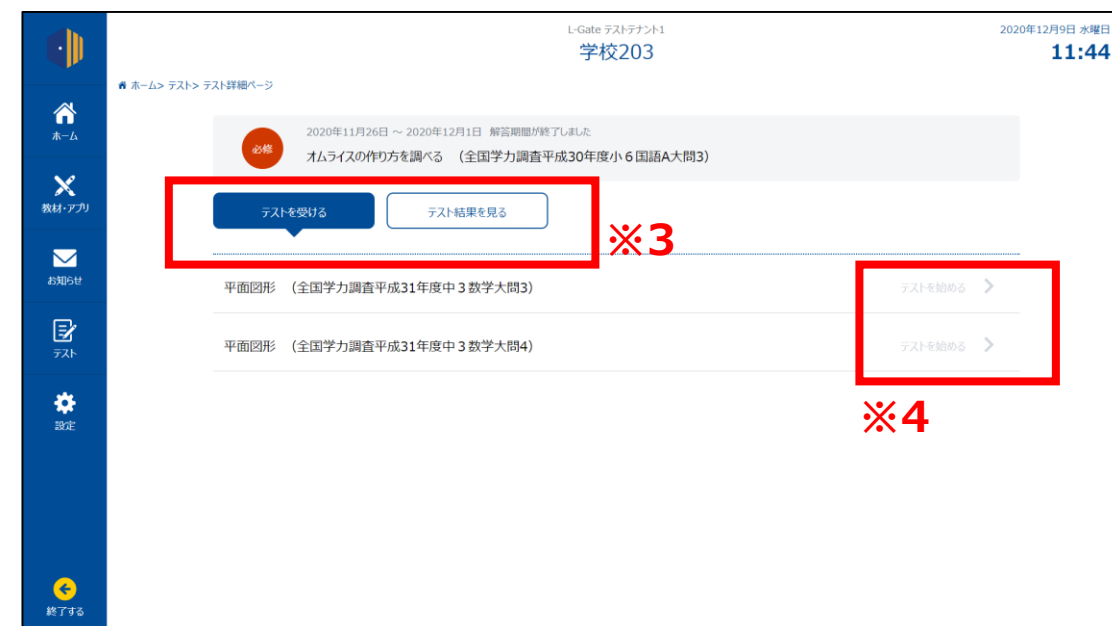 L-Gate テストテナント1
学校203
2020年12月9日 水曜日
11:44
ホーム> テスト> テスト詳細ページ
ホーム
教材・アプリ
お知らせ
テスト
設定
終了する
必修
2020年11月26日 ～ 2020年12月1日 解答期間が終了しました
オムライスの作り方を調べる （全国学力調査平成30年度小６国語A大問3）
テストを受ける
テスト結果を見る
※3
平面図形 （全国学力調査平成31年度中３数学大問3）
テストを始める
平面図形 （全国学力調査平成31年度中３数学大問4）
テストを始める
※4